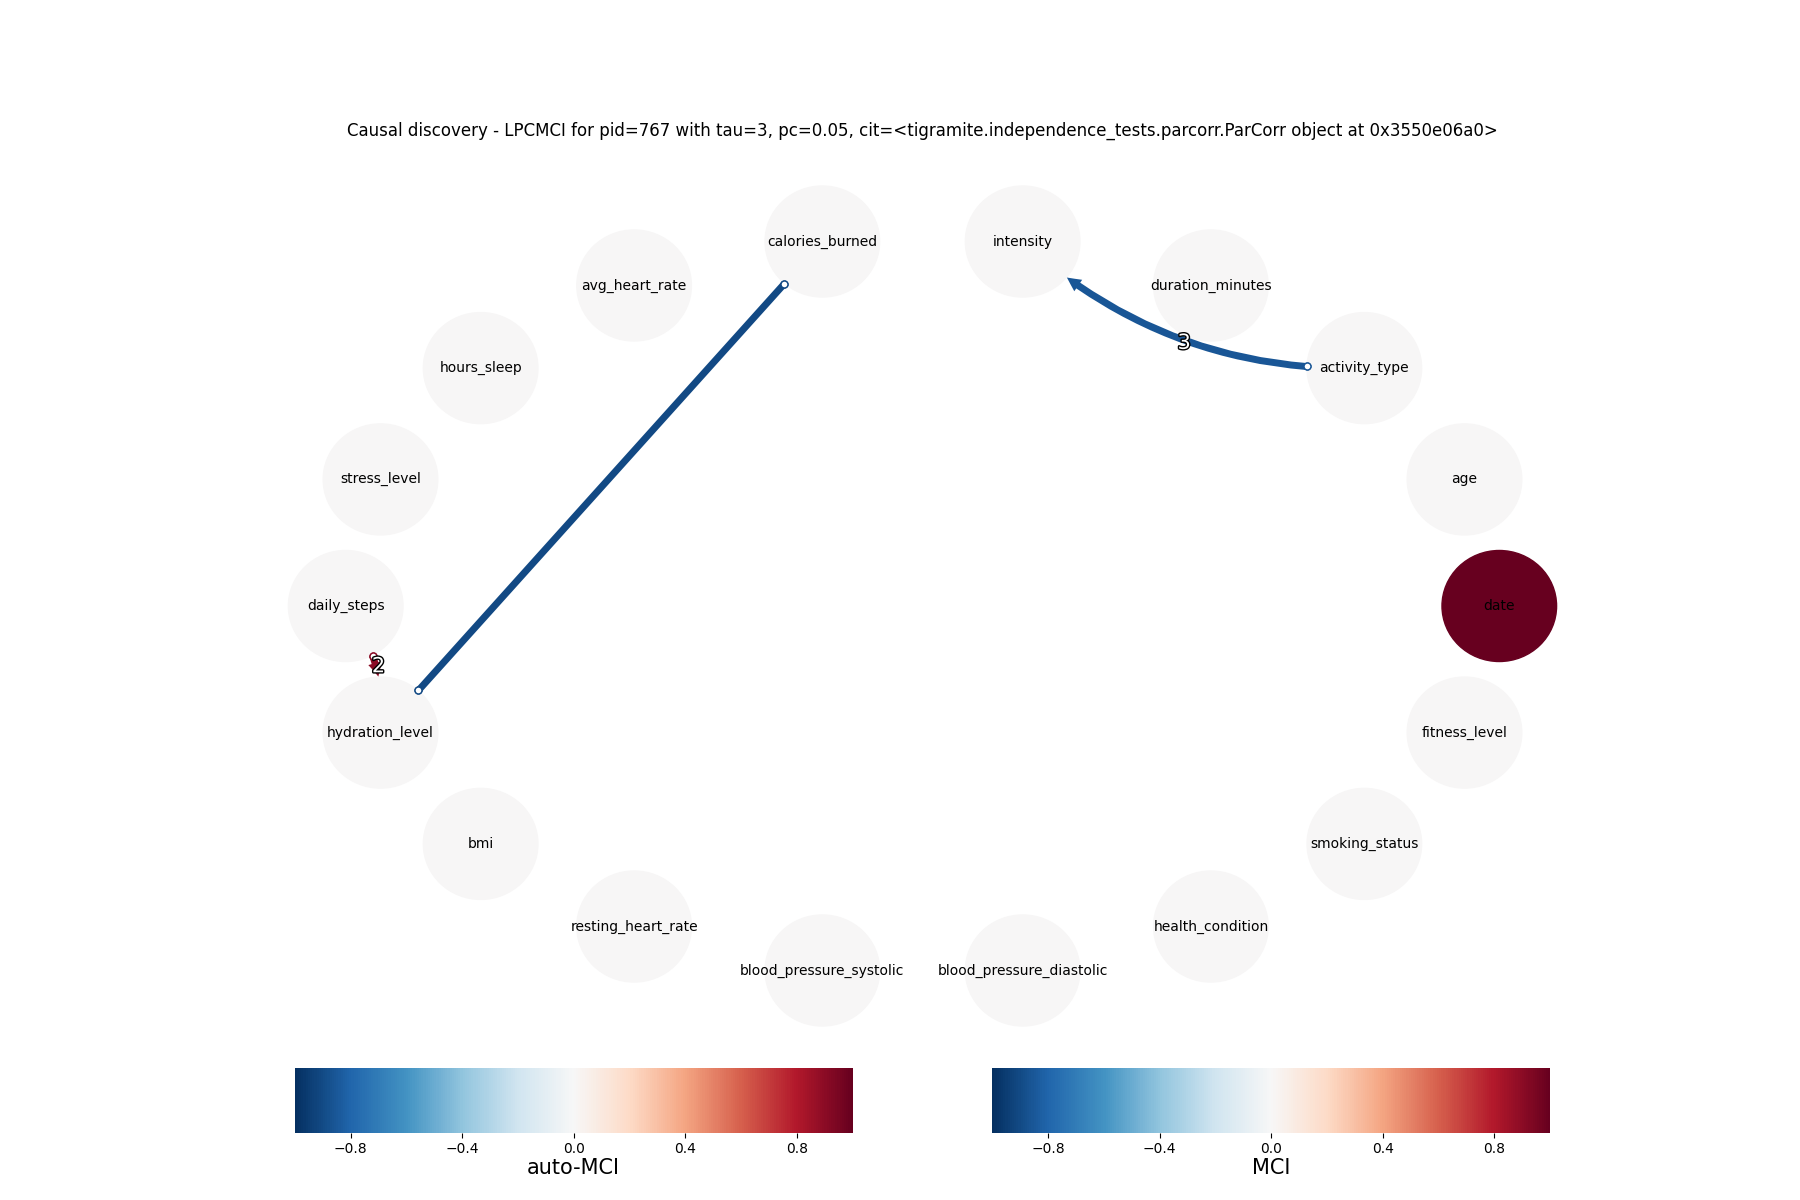 Causal discovery - LPCMCI for pid=767 with tau=3, pc=0.05, cit=<tigramite.independence_tests.parcorr.ParCorr object at 0x3550e06a0>
calories_burned
intensity
avg_heart_rate
duration_minutes
3
hours_sleep
activity_type
stress_level
age
daily_steps
date
2
hydration_level
fitness_level
bmi
smoking_status
resting_heart_rate
health_condition
blood_pressure_systolic
blood_pressure_diastolic
−0.8 −0.4 0.0 0.4 0.8
auto-MCI
−0.8 −0.4 0.0 0.4 0.8
MCI